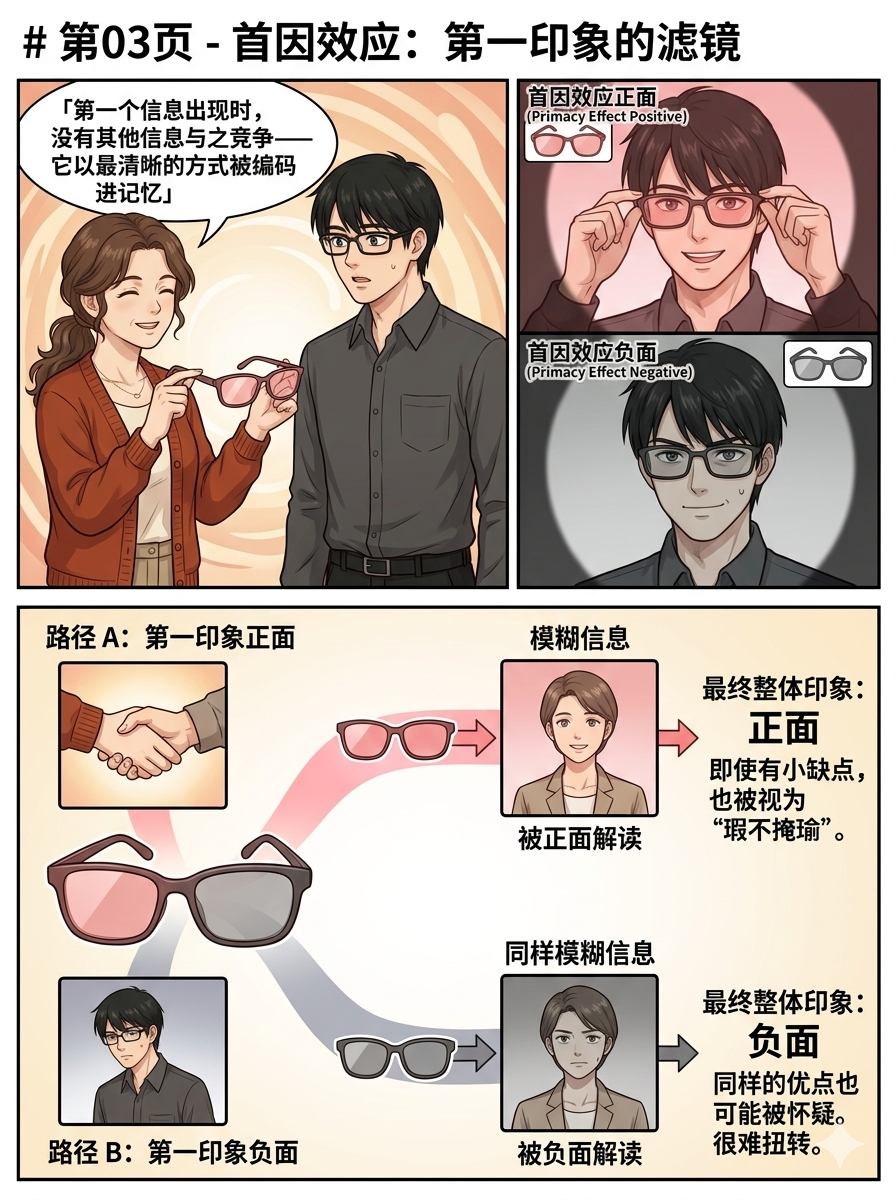 # 第03页 - 首因效应：第一印象的滤镜
「第一个信息出现时，
没有其他信息与之竞争——
它以最清晰的方式被编码
进记忆」
首因效应正面
(Primacy Effect Positive)
首因效应负面
(Primacy Effect Negative)
路径 A：第一印象正面
模糊信息
被正面解读
最终整体印象：
正面
即使有小缺点，
也被视为
“瑕不掩瑜”。
同样模糊信息
被负面解读
最终整体印象：
负面
同样的优点也
可能被怀疑。
很难扭转。
路径 B：第一印象负面